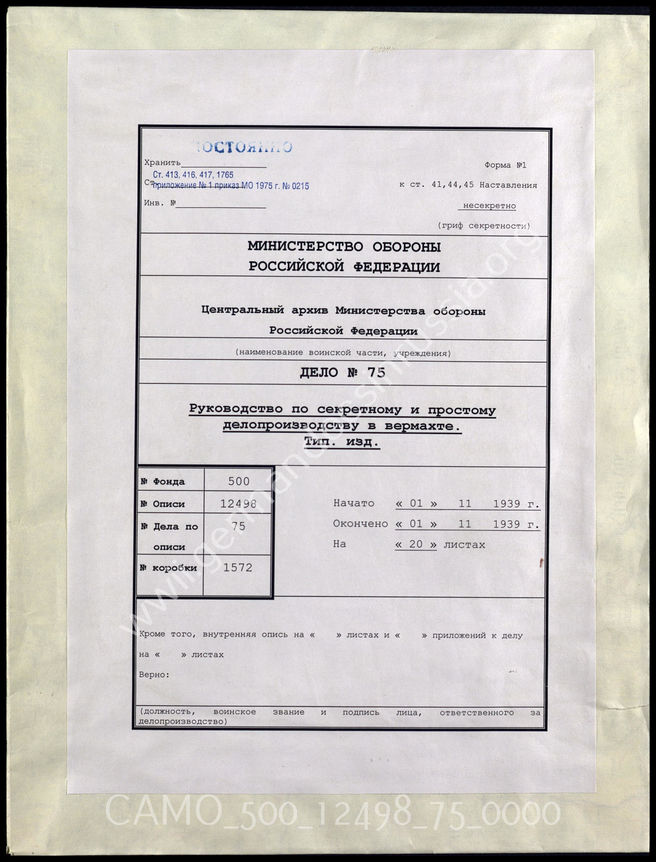 ПОСТОЯННО
Хранить
Форма №1
Ст. 413, 416, 417, 1765
приложение № 1 приказ МО 1975 г. № 0215
к ст. 41,44,45 Наставления
Инв. №
несекретно
(гриф секретности)
МИНИСТЕРСТВО ОБОРОНЫ
РОССИЙСКОЙ ФЕДЕРАЦИИ
Центральный архив Министерства обороны
Российской Федерации
(наименование воинской части, учреждения)
ДЕЛО № 75
Руководство по секретному и простому
делопроизводству в вермахте.
Тип. изд.
№ Фонда 500
№ Описи 12498
№ Дела по описи 75
№ коробки 1572
Начато « 01 » 11 1939 г.
Окончено « 01 » 11 1939 г.
На « 20 » листах
Кроме того, внутренняя опись на « » листах и « » приложений к делу
на « » листах
Верно:
(должность, воинское звание и подпись лица, ответственного за
делопроизводство)
www.germandocsinrussia.org
CAMO_500_12498_75_0000